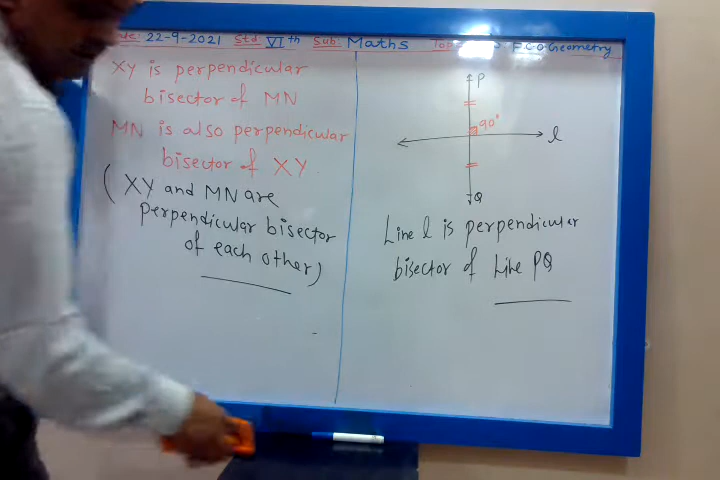 22-9-2021 Std: VIth Sub: Maths Geometry
XY is perpendicular
bisector of MN
MN is also perpendicular
bisector of XY
(XY and MN are
perpendicular bisector
of each other)
P
90°
l
Q
Line l is perpendicular
bisector of Line PQ